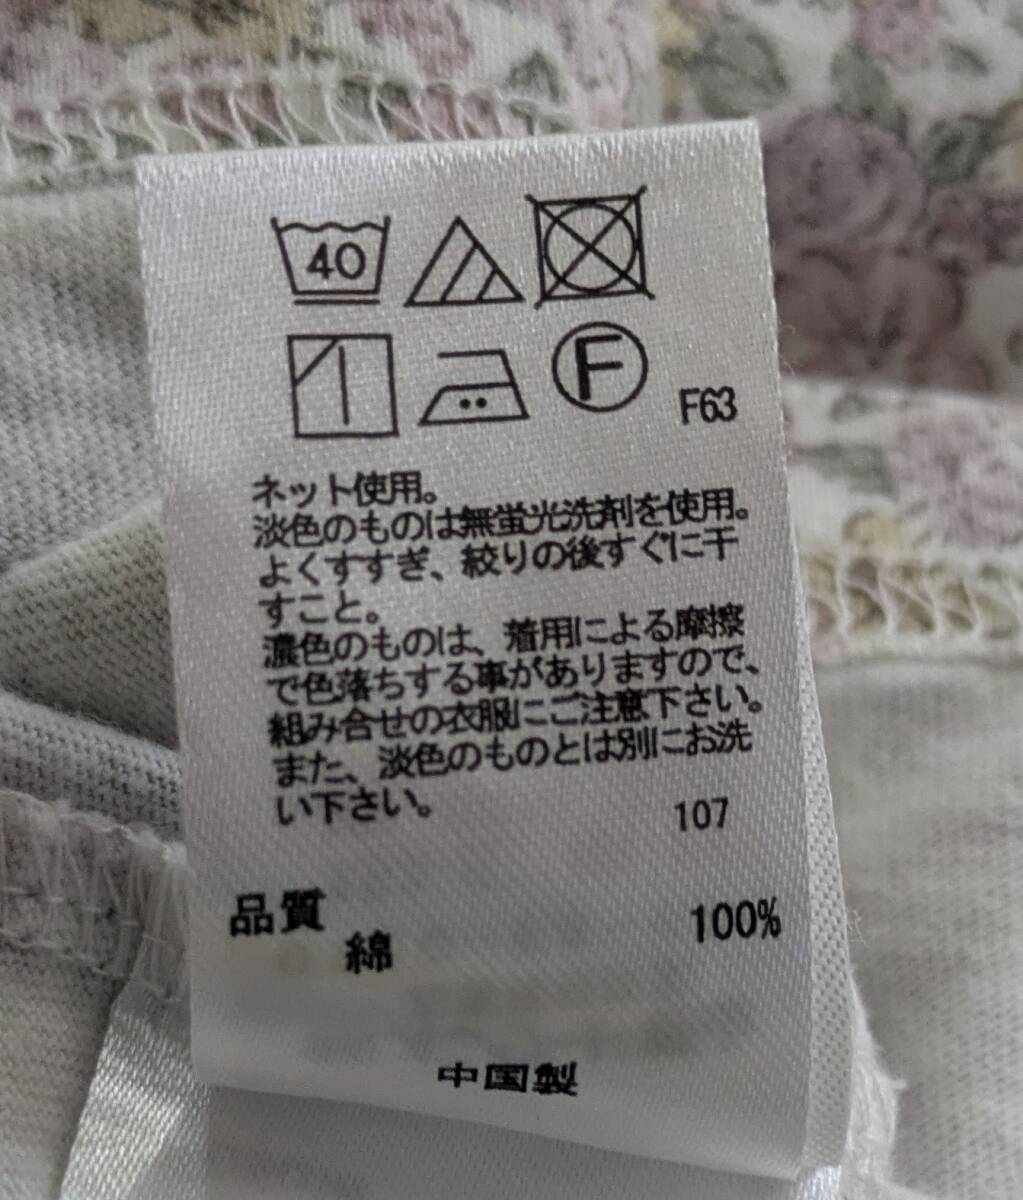 40
F
F63
ネット使用。
淡色のものは無蛍光洗剤を使用。
よくすすぎ、絞りの後すぐに干
すこと。
濃色のものは、着用による摩擦
で色落ちする事がありますので、
組み合せの衣服にご注意下さい。
また、淡色のものとは別にお洗
い下さい。
107
品質
綿 100%
中国製